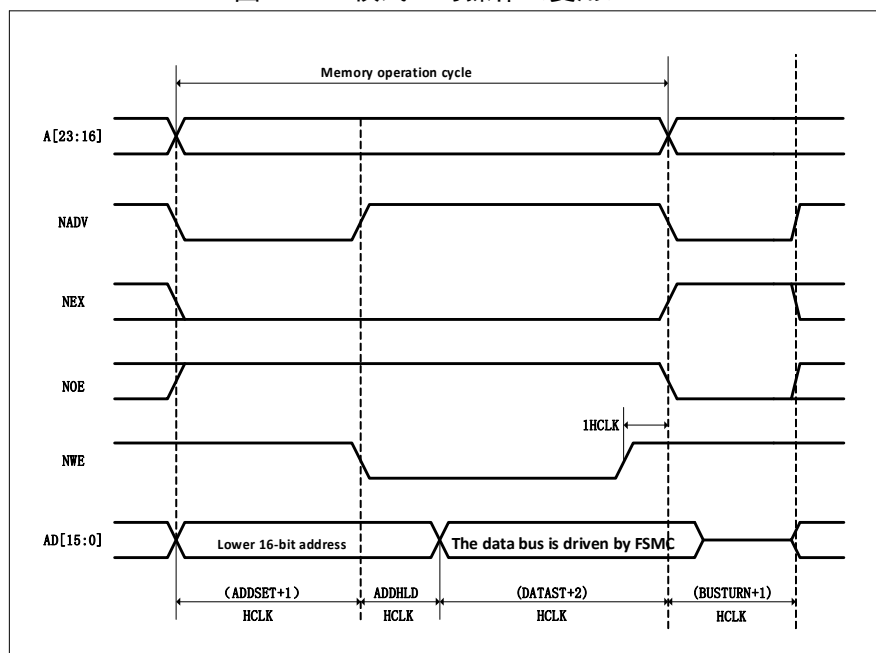 Memory operation cycle
A[23:16]
NADV
NEX
NOE
1HCLK
NWE
AD[15:0]
Lower 16-bit address
The data bus is driven by FSMC
(ADDSET+1)
HCLK
ADDHLD
HCLK
(DATAST+2)
HCLK
(BUSTURN+1)
HCLK